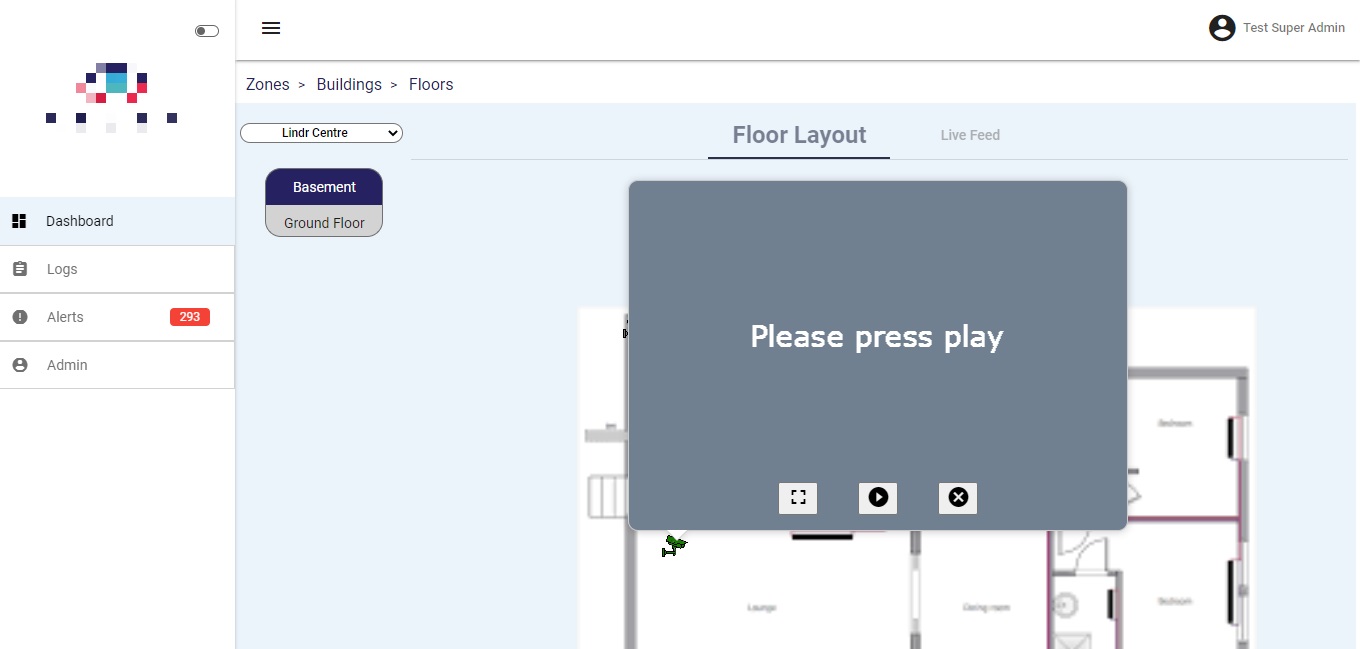 Test Super Admin
Zones > Buildings > Floors
Lindr Centre
Floor Layout
Live Feed
Basement
Ground Floor
Dashboard
Logs
Alerts
293
Admin
Please press play
Bedroom
Lounge
Dining room
Bedroom